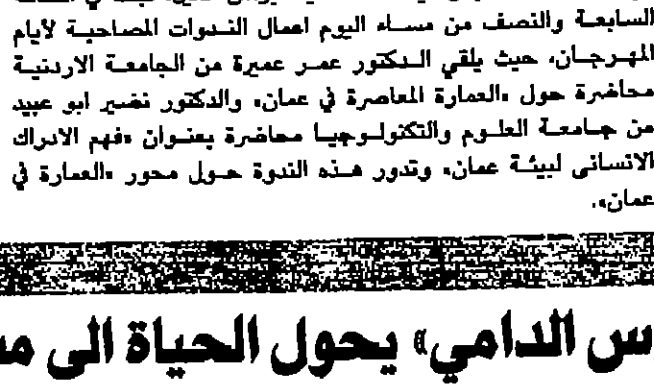 السابعة والنصف من مساء اليوم اعمال الندوات المصاحبة لأيام
المهرجان، حيث يلقي الدكتور عمر عميرة من الجامعة الاردنية
محاضرة حول «العمارة المعاصرة في عمان» والدكتور نضير ابو عبيد
من جامعة العلوم والتكنولوجيا محاضرة بعنوان «فهم الادراك
الانساني لبيئة عمان» وتدور هذه الندوة حول محور «العمارة في
عمان».
س الدامي» يحول الحياة الى مس